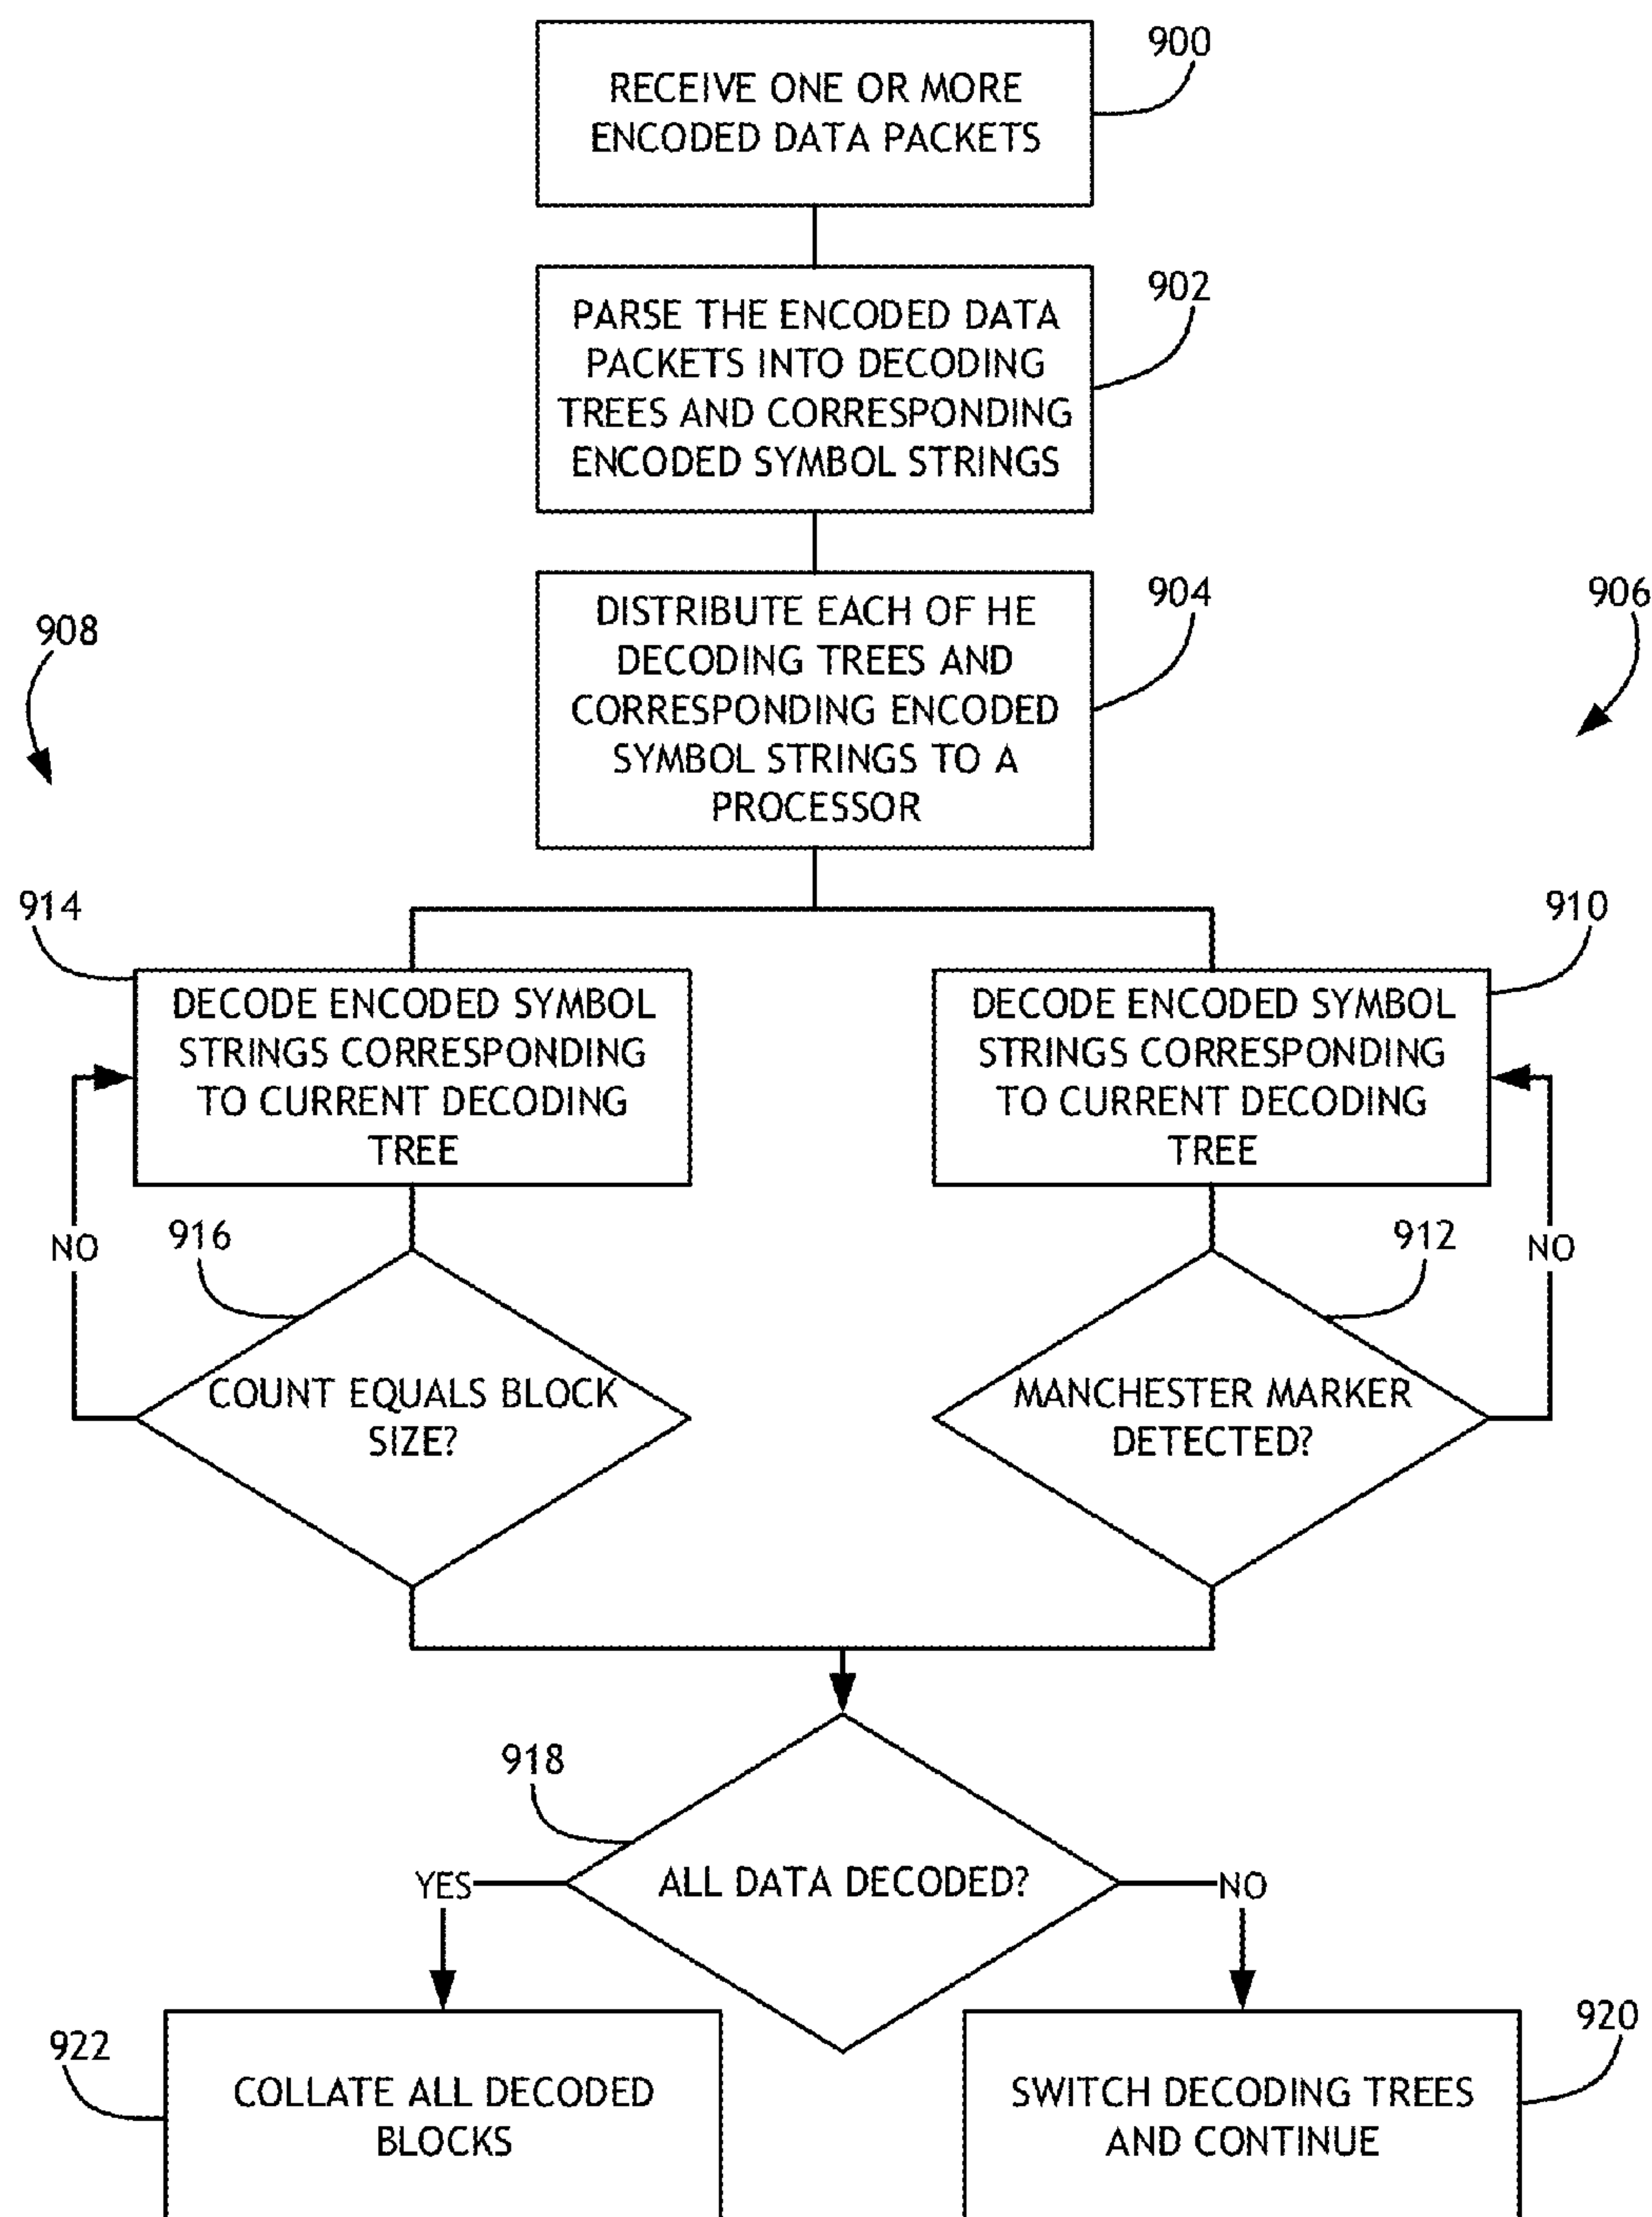 900
RECEIVE ONE OR MORE
ENCODED DATA PACKETS
902
PARSE THE ENCODED DATA
PACKETS INTO DECODING
TREES AND CORRESPONDING
ENCODED SYMBOL STRINGS
904
906
908
DISTRIBUTE EACH OF HE
DECODING TREES AND
CORRESPONDING ENCODED
SYMBOL STRINGS TO A
PROCESSOR
914
DECODE ENCODED SYMBOL
STRINGS CORRESPONDING
TO CURRENT DECODING
TREE
910
DECODE ENCODED SYMBOL
STRINGS CORRESPONDING
TO CURRENT DECODING
TREE
NO
916
COUNT EQUALS BLOCK
SIZE?
912
NO
MANCHESTER MARKER
DETECTED?
918
ALL DATA DECODED?
YES
NO
922
COLLATE ALL DECODED
BLOCKS
920
SWITCH DECODING TREES
AND CONTINUE